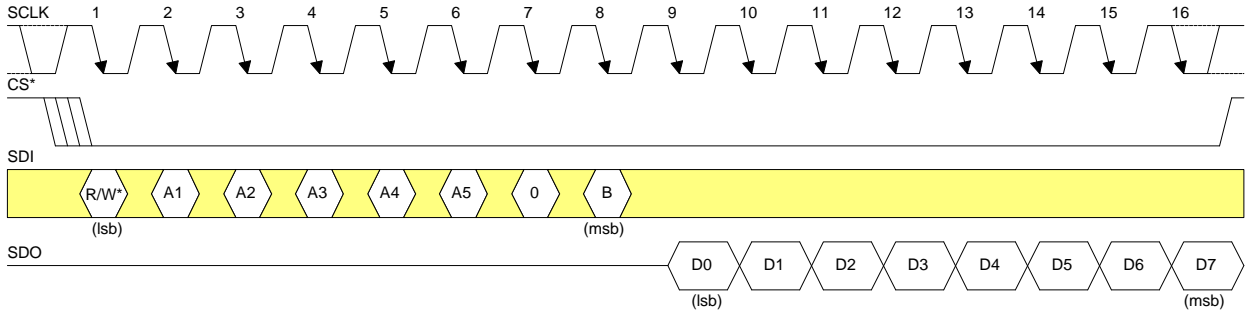 SCLK 1 2 3 4 5 6 7 8 9 10 11 12 13 14 15 16
CS*
SDI
R/W* A1 A2 A3 A4 A5 0 B
(lsb) (msb)
SDO
D0 D1 D2 D3 D4 D5 D6 D7
(lsb) (msb)